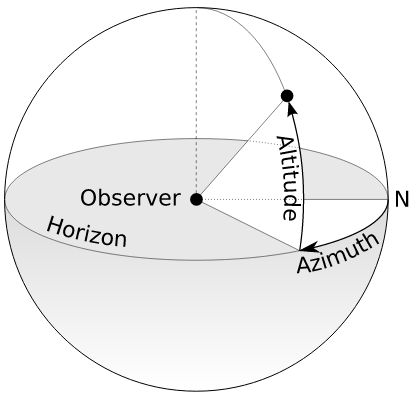 Altitude
Observer
N
Horizon
Azimuth